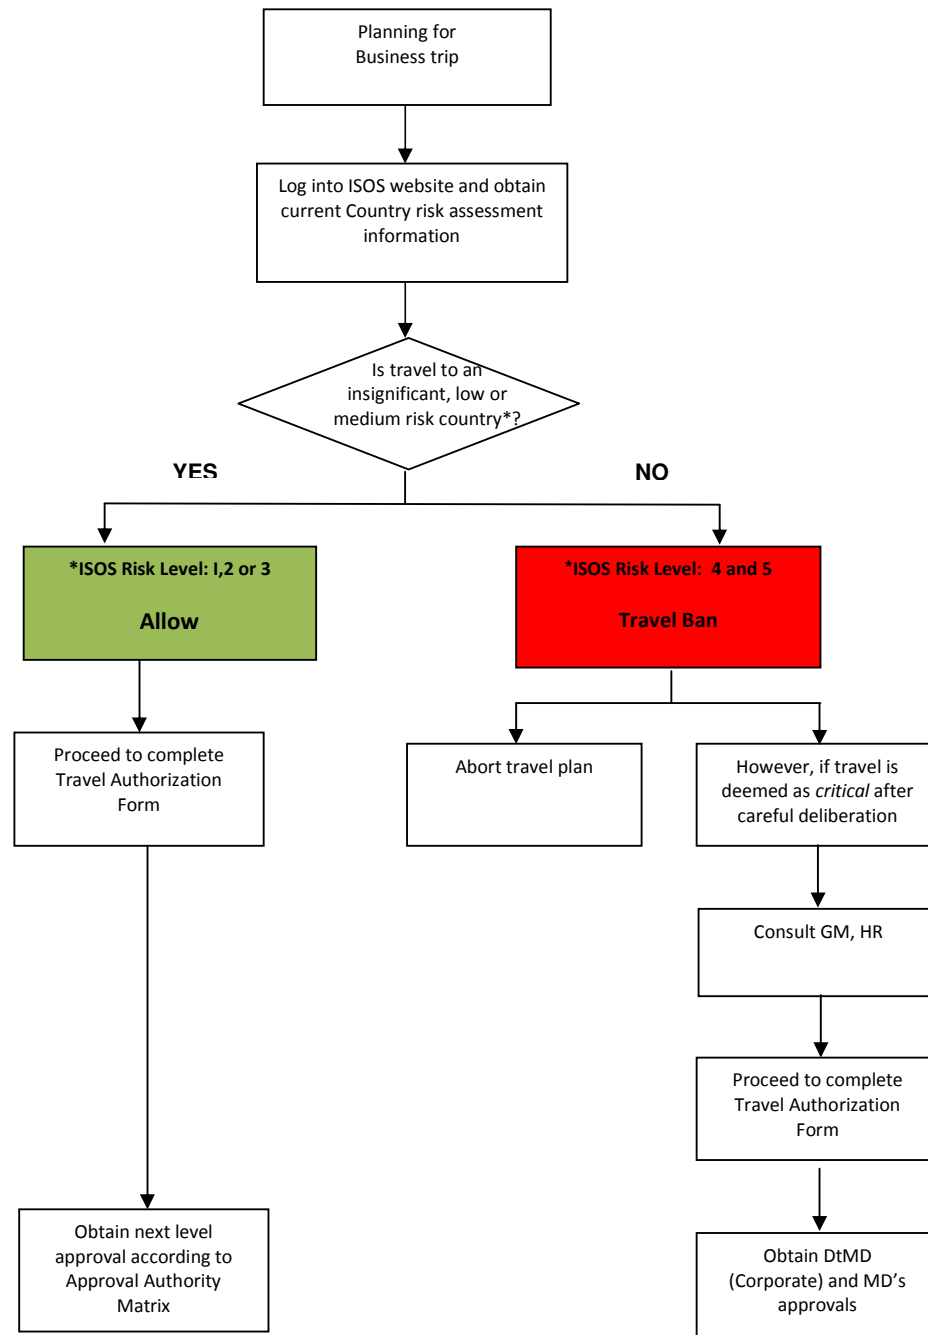 Planning for
Business trip
Log into ISOS website and obtain
current Country risk assessment
information
Is travel to an
insignificant, low or
medium risk country*?
YES
NO
*ISOS Risk Level: I,2 or 3
Allow
*ISOS Risk Level: 4 and 5
Travel Ban
Proceed to complete
Travel Authorization
Form
Abort travel plan
However, if travel is
deemed as critical after
careful deliberation
Consult GM, HR
Proceed to complete
Travel Authorization
Form
Obtain next level
approval according to
Approval Authority
Matrix
Obtain DtMD
(Corporate) and MD's
approvals